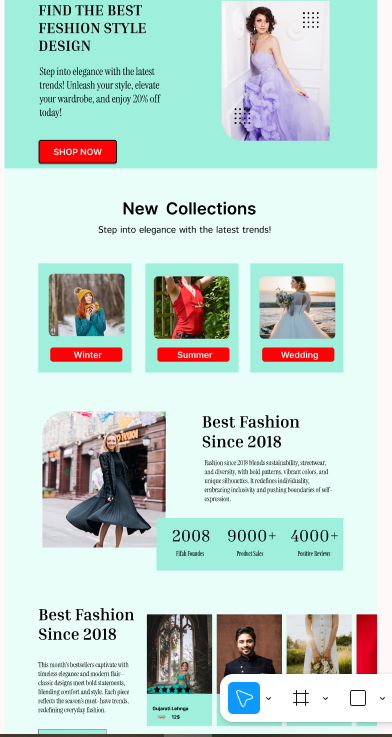 FIND THE BEST
FESHION STYLE
DESIGN
Step into elegance with the latest
trends! Unleash your style, elevate
your wardrobe, and enjoy 20% off
today!
SHOP NOW
New Collections
Step into elegance with the latest trends!
Winter
Summer
Wedding
Best Fashion
Since 2018
Fashion since 2018 blends sustainability, streetwear,
and diversity, with bold patterns, vibrant colors, and
unique silhouettes. It redefines individuality,
embracing inclusivity and pushing boundaries of self-
expression.
2008 9000+ 4000+
Fifah Foundes Product Sales Positive Reviews
Best Fashion
Since 2018
This month's bestsellers captivate with
timeless elegance and modern flair-
classic designs meet bold statements,
blending comfort and style. Each piece
reflects the season's must-have trends,
redefining everyday fashion.
Gujarati Lehnga
12$